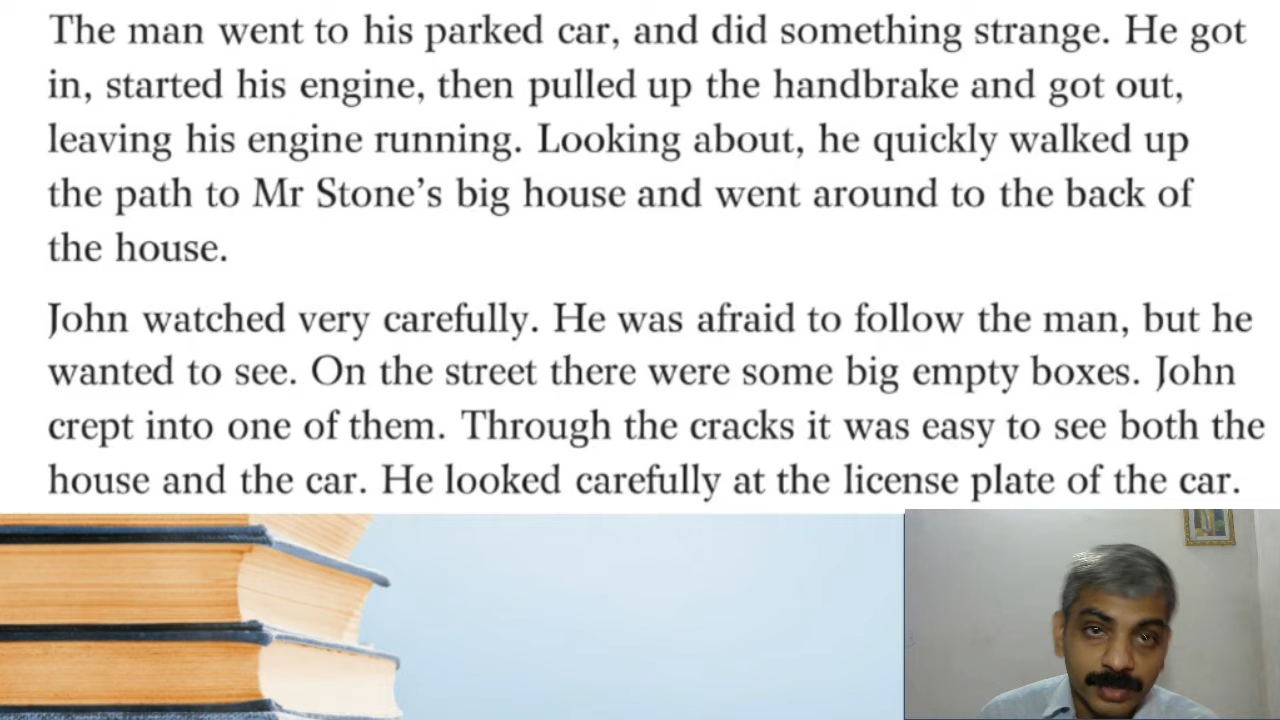 The man went to his parked car, and did something strange. He got
in, started his engine, then pulled up the handbrake and got out,
leaving his engine running. Looking about, he quickly walked up
the path to Mr Stone’s big house and went around to the back of
the house.
John watched very carefully. He was afraid to follow the man, but he
wanted to see. On the street there were some big empty boxes. John
crept into one of them. Through the cracks it was easy to see both the
house and the car. He looked carefully at the license plate of the car.